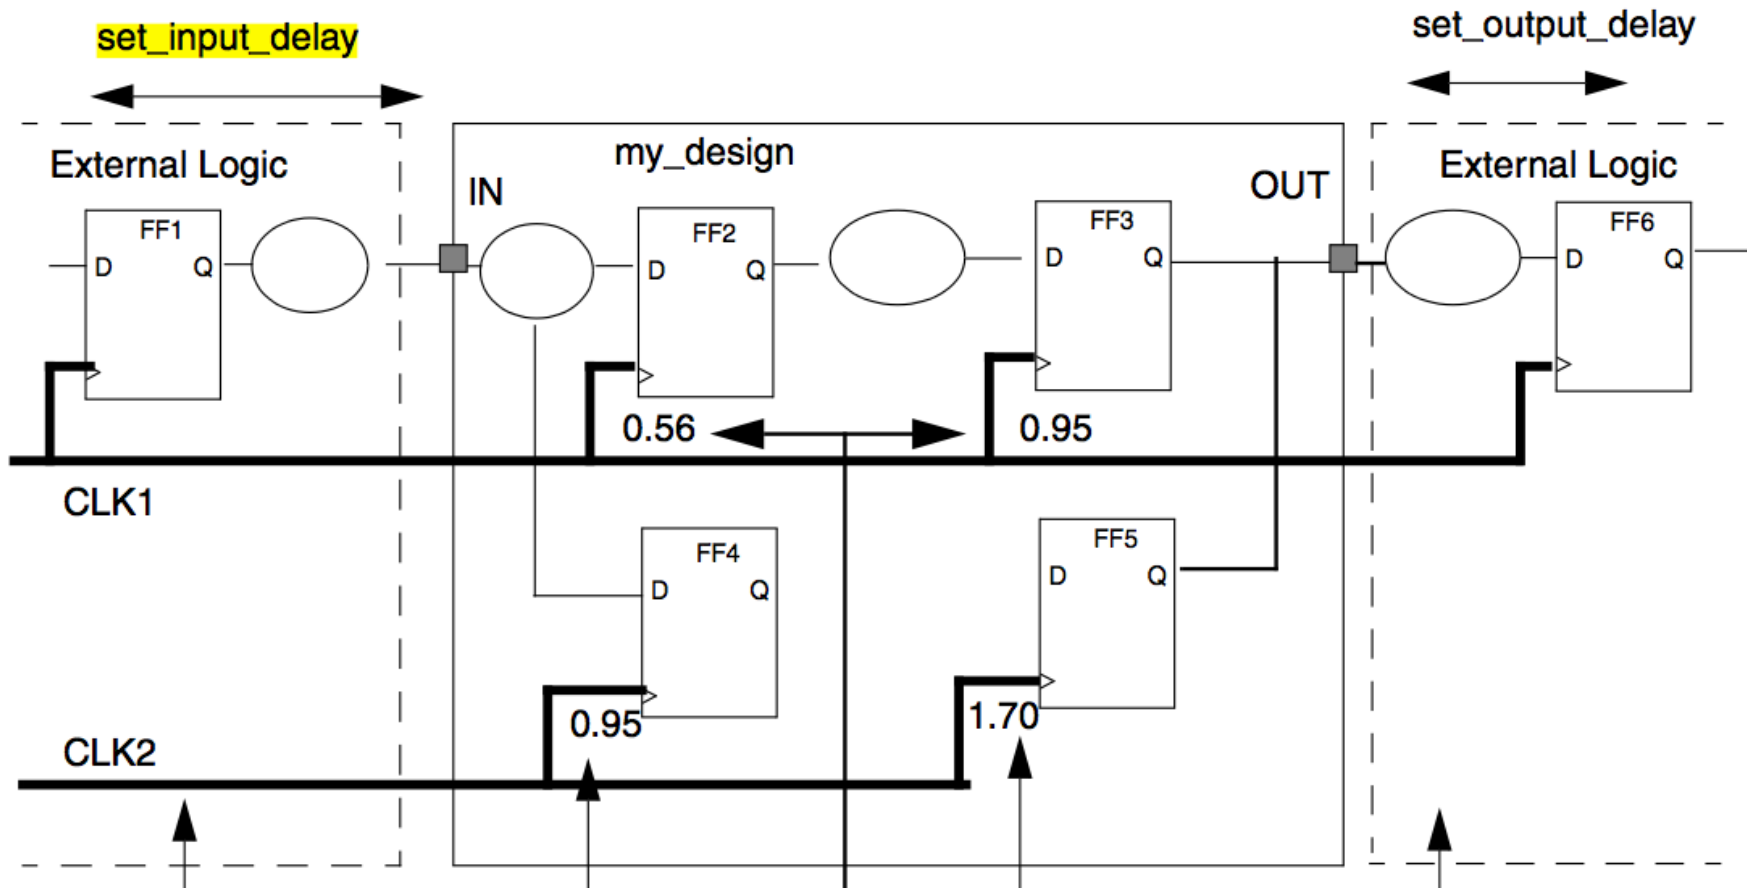 set_input_delay
set_output_delay
External Logic
my_design
External Logic
IN
OUT
FF1
D
Q
FF2
D
Q
FF3
D
Q
FF6
D
Q
0.56
0.95
CLK1
FF4
D
Q
FF5
D
Q
0.95
1.70
CLK2